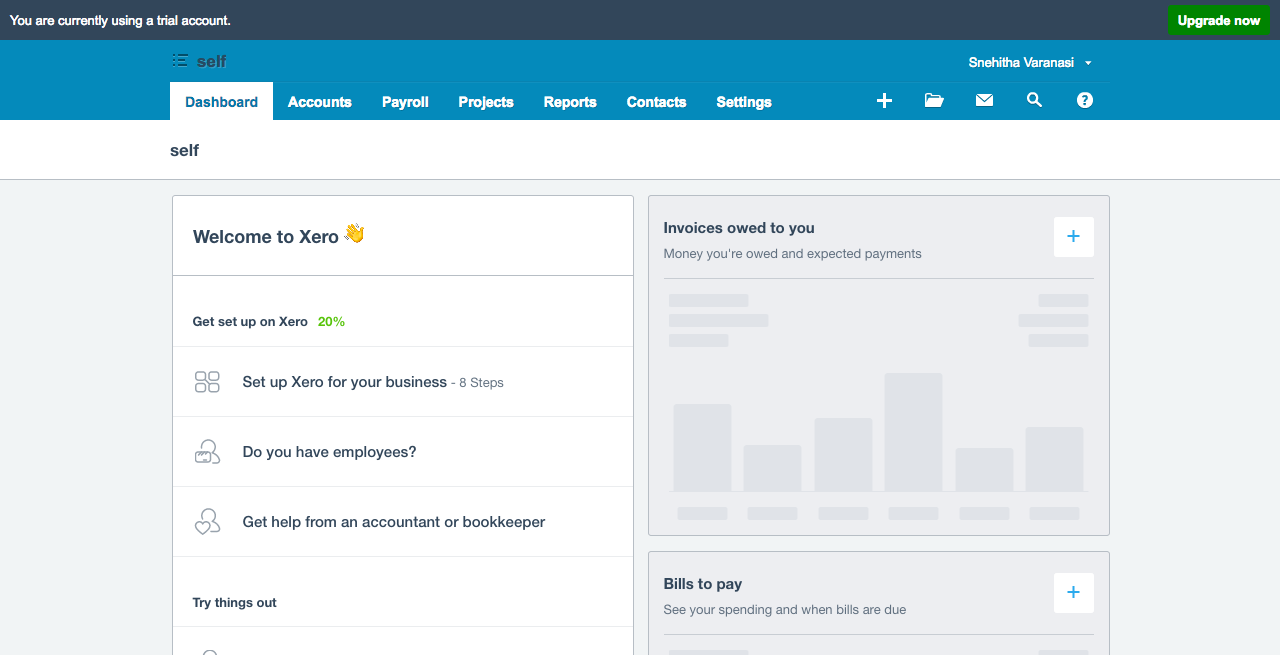 You are currently using a trial account.
Upgrade now
self
Snehitha Varanasi
Dashboard Accounts Payroll Projects Reports Contacts Settings
self
Welcome to Xero 👋
Get set up on Xero 20%
Set up Xero for your business - 8 Steps
Do you have employees?
Get help from an accountant or bookkeeper
Try things out
Invoices owed to you
Money you're owed and expected payments
Bills to pay
See your spending and when bills are due